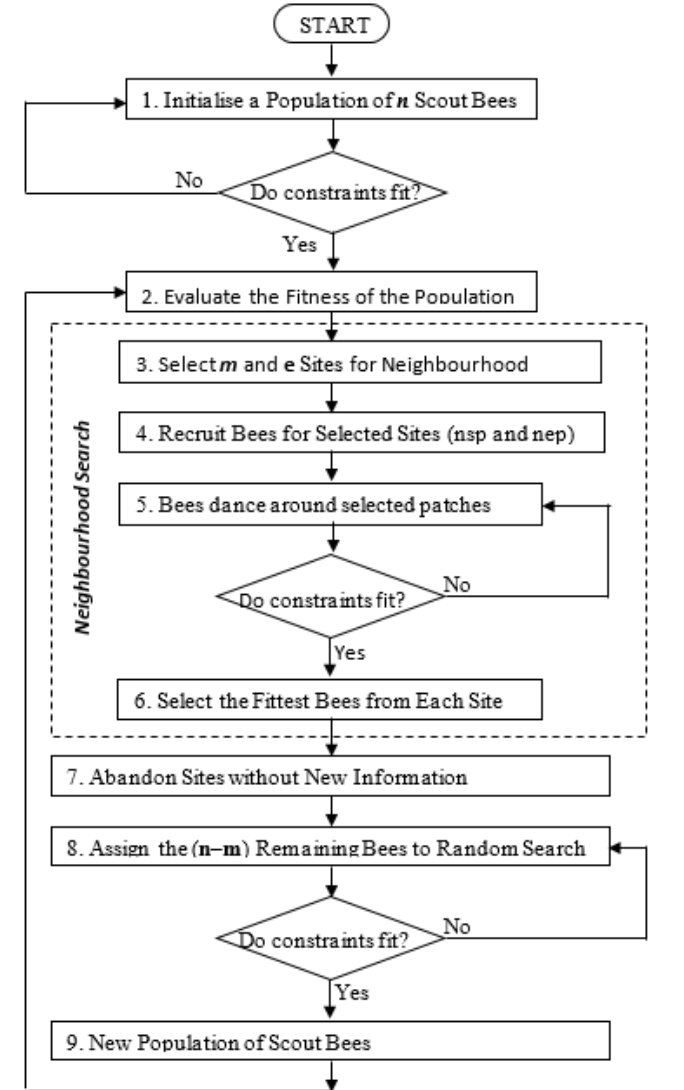 START
1. Initialise a Population of n Scout Bees
No
Do constraints fit?
Yes
2. Evaluate the Fitness of the Population
3. Select m and e Sites for Neighbourhood
4. Recruit Bees for Selected Sites (nsp and nep)
5. Bees dance around selected patches
Neighbourhood Search
No
Do constraints fit?
Yes
6. Select the Fittest Bees from Each Site
7. Abandon Sites without New Information
8. Assign the (n–m) Remaining Bees to Random Search
No
Do constraints fit?
Yes
9. New Population of Scout Bees